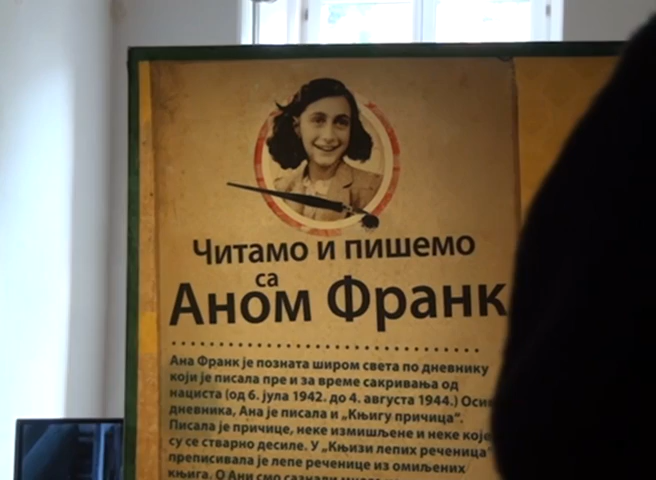 Читамо и пишемо
са
Аном Франк
Ана Франк је позната широм света по дневнику
који је писала пре и за време сакривања од
нациста (од 6. јула 1942. до 4. августа 1944.)
дневника, Ана је писала и „Књигу причица“.
Писала је причице, неке измишљене и неке које
су се стварно десиле. У „Књизи лепих реченица“
преписивала је лепе реченице из омиљених
књига. О Ани смо сазнали